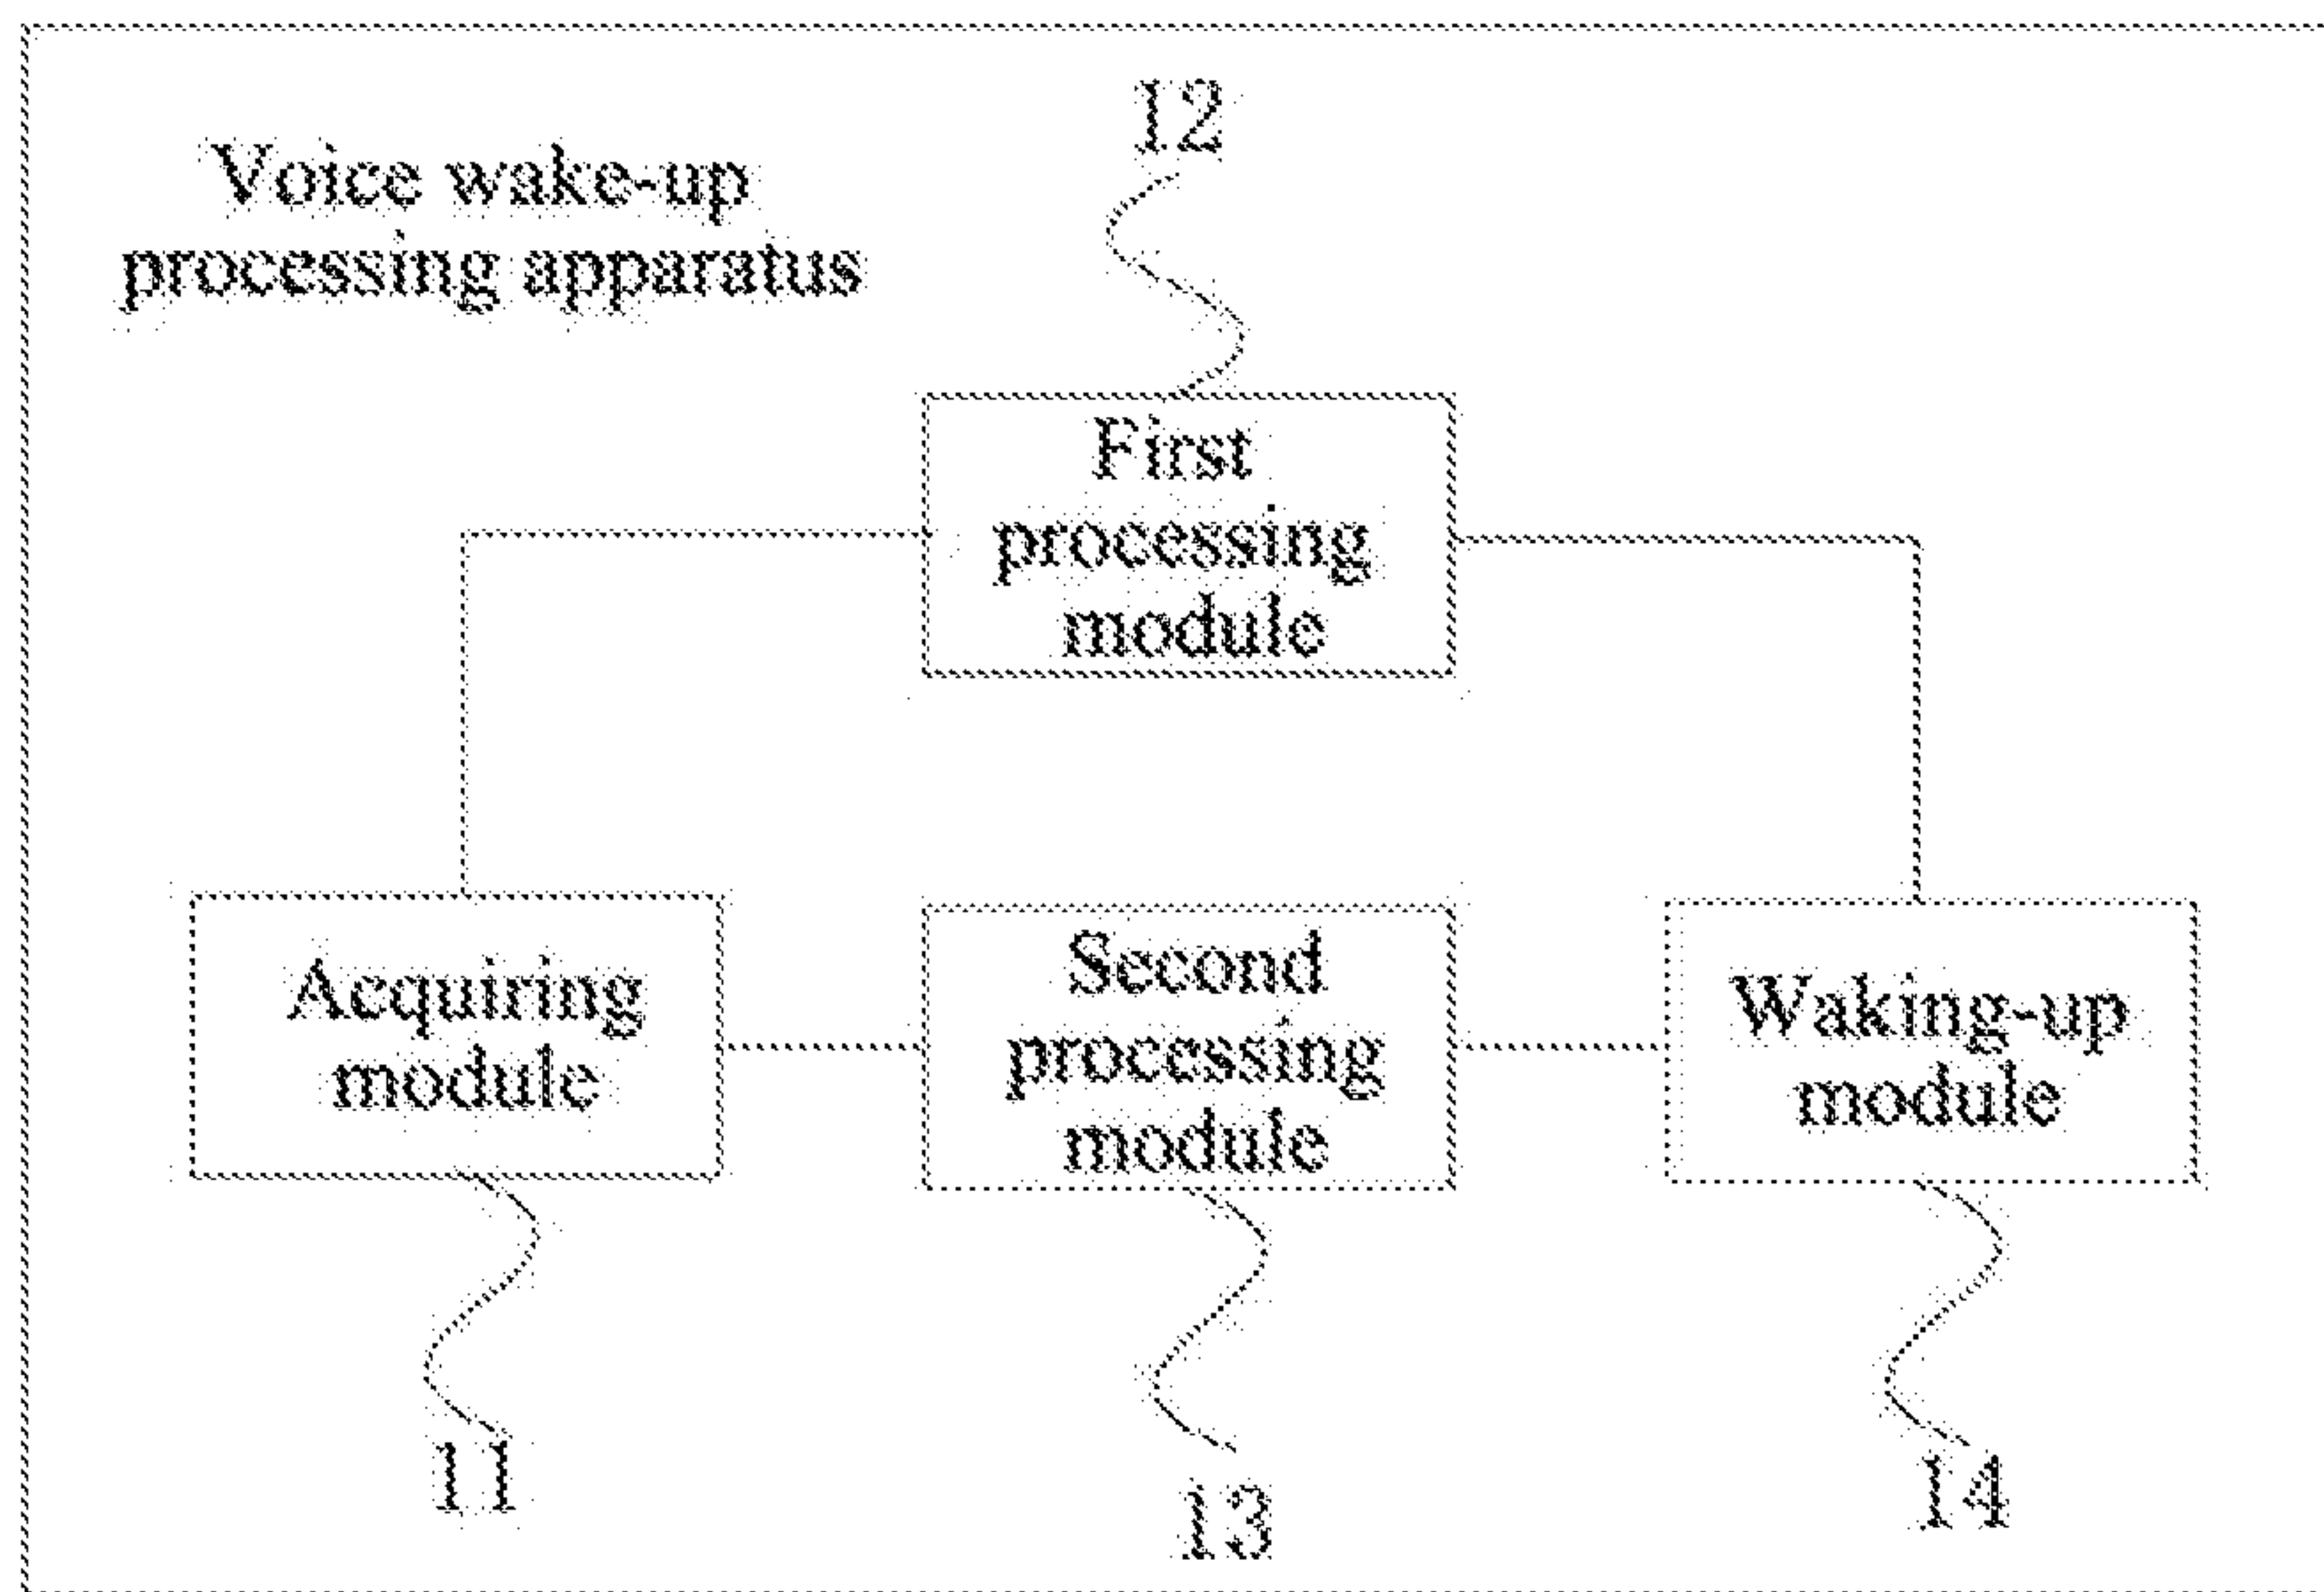 12
Voice wake-up
processing apparatus
First
processing
module
Acquiring
module
Second
processing
module
Waking-up
module
11
13
14